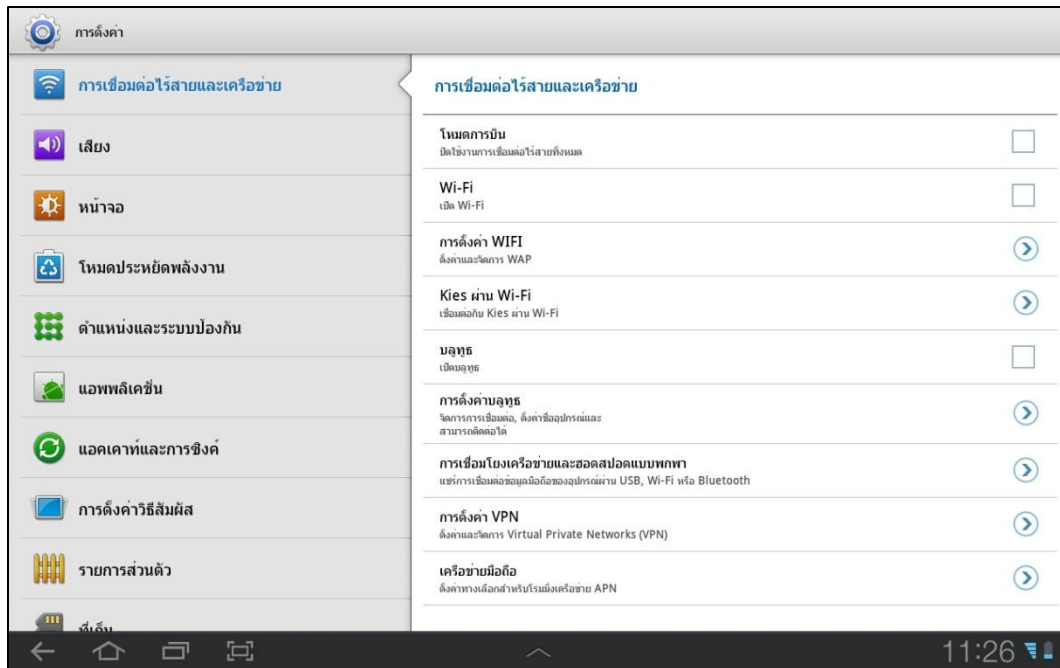 การตั้งค่า
การเชื่อมต่อไร้สายและเครือข่าย
เสียง
หน้าจอ
โหมดประหยัดพลังงาน
ตำแหน่งและระบบป้องกัน
แอพพลิเคชั่น
แอคเคาท์และการซิงค์
การตั้งค่าวิธีสัมผัส
รายการส่วนตัว
ที่เก็บ
การเชื่อมต่อไร้สายและเครือข่าย
โหมดการบิน
ปิดใช้งานการเชื่อมต่อไร้สายทั้งหมด
Wi-Fi
เปิด Wi-Fi
การตั้งค่า WIFI
ตั้งค่าและจัดการ WAP
Kies ผ่าน Wi-Fi
เชื่อมต่อกับ Kies ผ่าน Wi-Fi
บลูทูธ
เปิดบลูทูธ
การตั้งค่าบลูทูธ
จัดการการเชื่อมต่อ, ตั้งค่าชื่ออุปกรณ์และ
สามารถติดต่อได้
การเชื่อมโยงเครือข่ายและฮอตสปอตแบบพกพา
แชร์การเชื่อมต่อข้อมูลมือถือของอุปกรณ์ผ่าน USB, Wi-Fi หรือ Bluetooth
การตั้งค่า VPN
ตั้งค่าและจัดการ Virtual Private Networks (VPN)
เครือข่ายมือถือ
ตั้งค่าทางเลือกสำหรับโรมมิ่งเครือข่าย APN
11:26